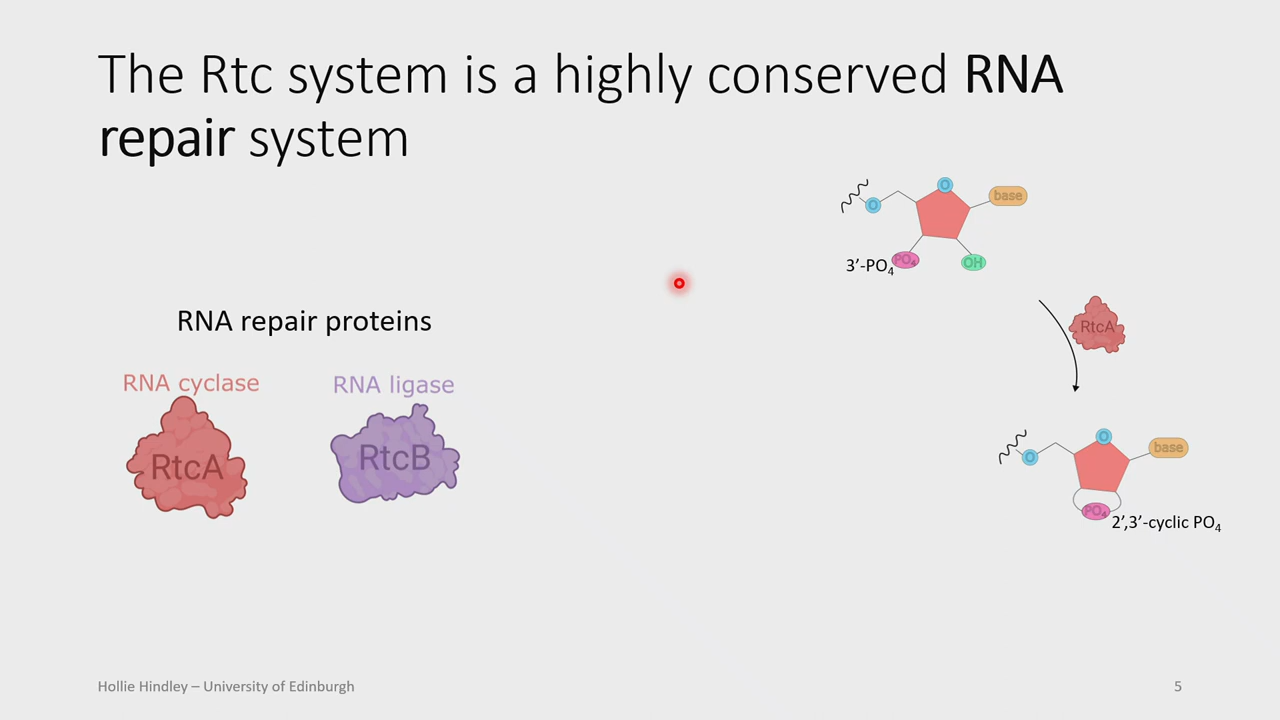 The Rtc system is a highly conserved RNA
repair system
O
base
O
3’-PO4
PO4
OH
RNA repair proteins
RtcA
RNA cyclase
RNA ligase
RtcA
RtcB
O
base
O
PO4
2’,3’-cyclic PO4
Hollie Hindley – University of Edinburgh
5